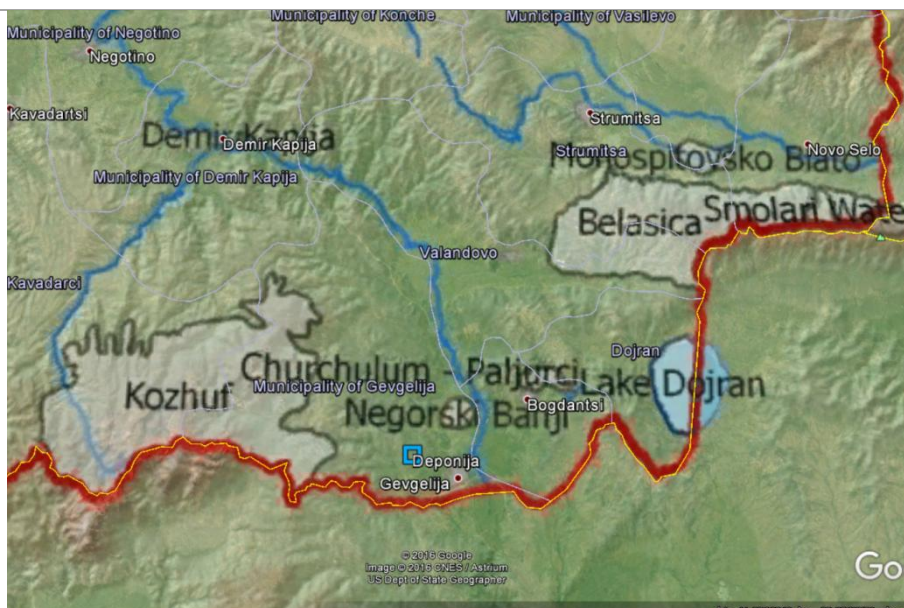 Municipality of Konche
Municipality of Vasilevo
Municipality of Negotino
Negotino
Kavadartsi
Strumitsa
Demir Kapija
Demir Kapija
Novo Selo
Strumitsa
Monospitovsko Blato
Municipality of Demir Kapija
Belasica
Smolari Wate
Valandovo
Kavadarci
Dojran
Churchulum - Paljurci
Lake Dojran
Kozhuf
Municipality of Gevgelija
Negorski Banji
Bogdantsi
Deponija
Gevgelija
© 2016 Google
Image © 2016 CNES / Astrium
US Dept of State Geographer
Go